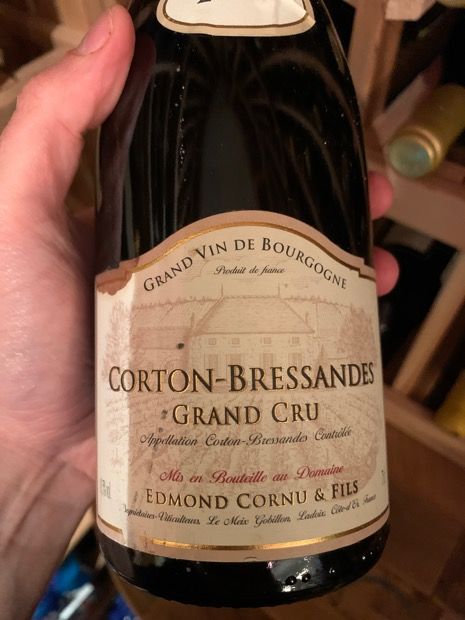 GRAND VIN DE BOURGOGNE
Produit de france
CORTON-BRESSANDES
GRAND CRU
Appellation Corton-Bressandes Contrôlée
Mis en Bouteille au Domaine
EDMOND CORNU & FILS
Propriétaires-Viticulteurs, Le Meix Gobillon, Ladoix, Côte-d'Or, France